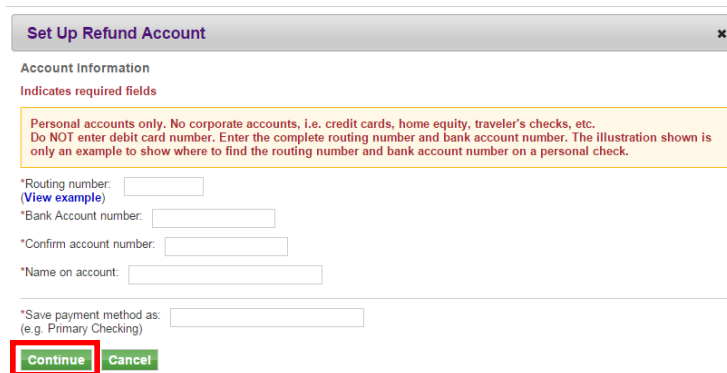 Set Up Refund Account
Account Information
Indicates required fields
Personal accounts only. No corporate accounts, i.e. credit cards, home equity, traveler's checks, etc.
Do NOT enter debit card number. Enter the complete routing number and bank account number. The illustration shown is
only an example to show where to find the routing number and bank account number on a personal check.
*Routing number:
(View example)
*Bank Account number:
*Confirm account number:
*Name on account:
*Save payment method as:
(e.g. Primary Checking)
Continue Cancel